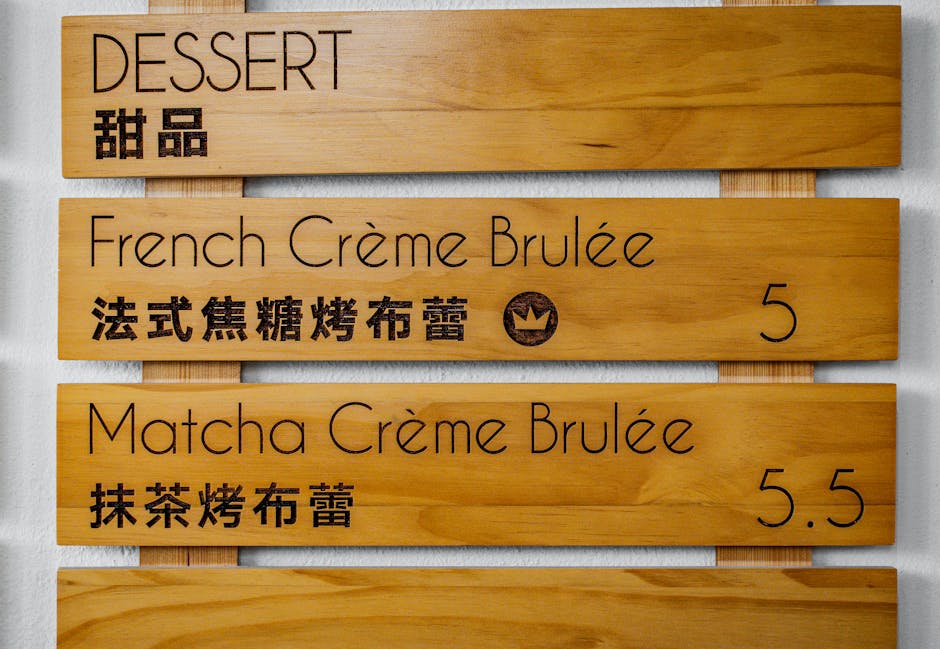 DESSERT
甜品
French Crème Brulée
法式焦糖烤布蕾 5
Matcha Crème Brulée
抹茶烤布蕾 5.5